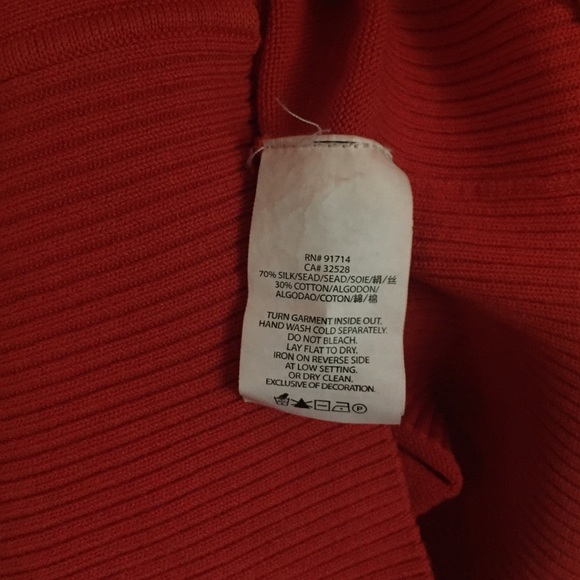 RN# 91714
CA# 32528
70% SILK/SEAD/SEAD/SOIE/絹/丝
30% COTTON/ALGODON/
ALGODAO/COTON/綿/棉
TURN GARMENT INSIDE OUT.
HAND WASH COLD SEPARATELY.
DO NOT BLEACH.
LAY FLAT TO DRY.
IRON ON REVERSE SIDE
AT LOW SETTING.
OR DRY CLEAN.
EXCLUSIVE OF DECORATION.
P